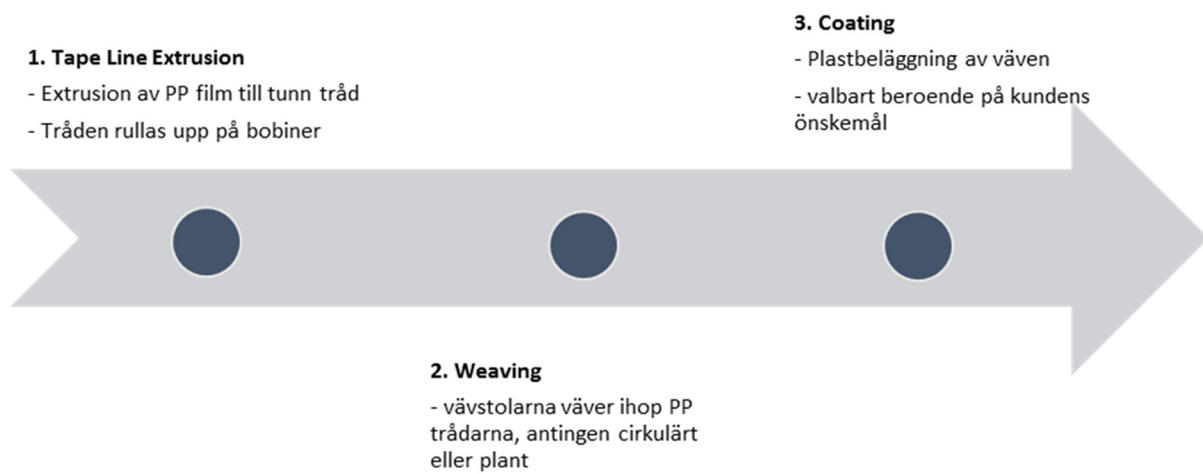 1. Tape Line Extrusion
- Extrusion av PP film till tunn tråd
- Tråden rullas upp på bobiner
2. Weaving
- vävstolarna väver ihop PP
trådarna, antingen cirkulärt
eller plant
3. Coating
- Plastbeläggning av väven
- valbart beroende på kundens
önskemål